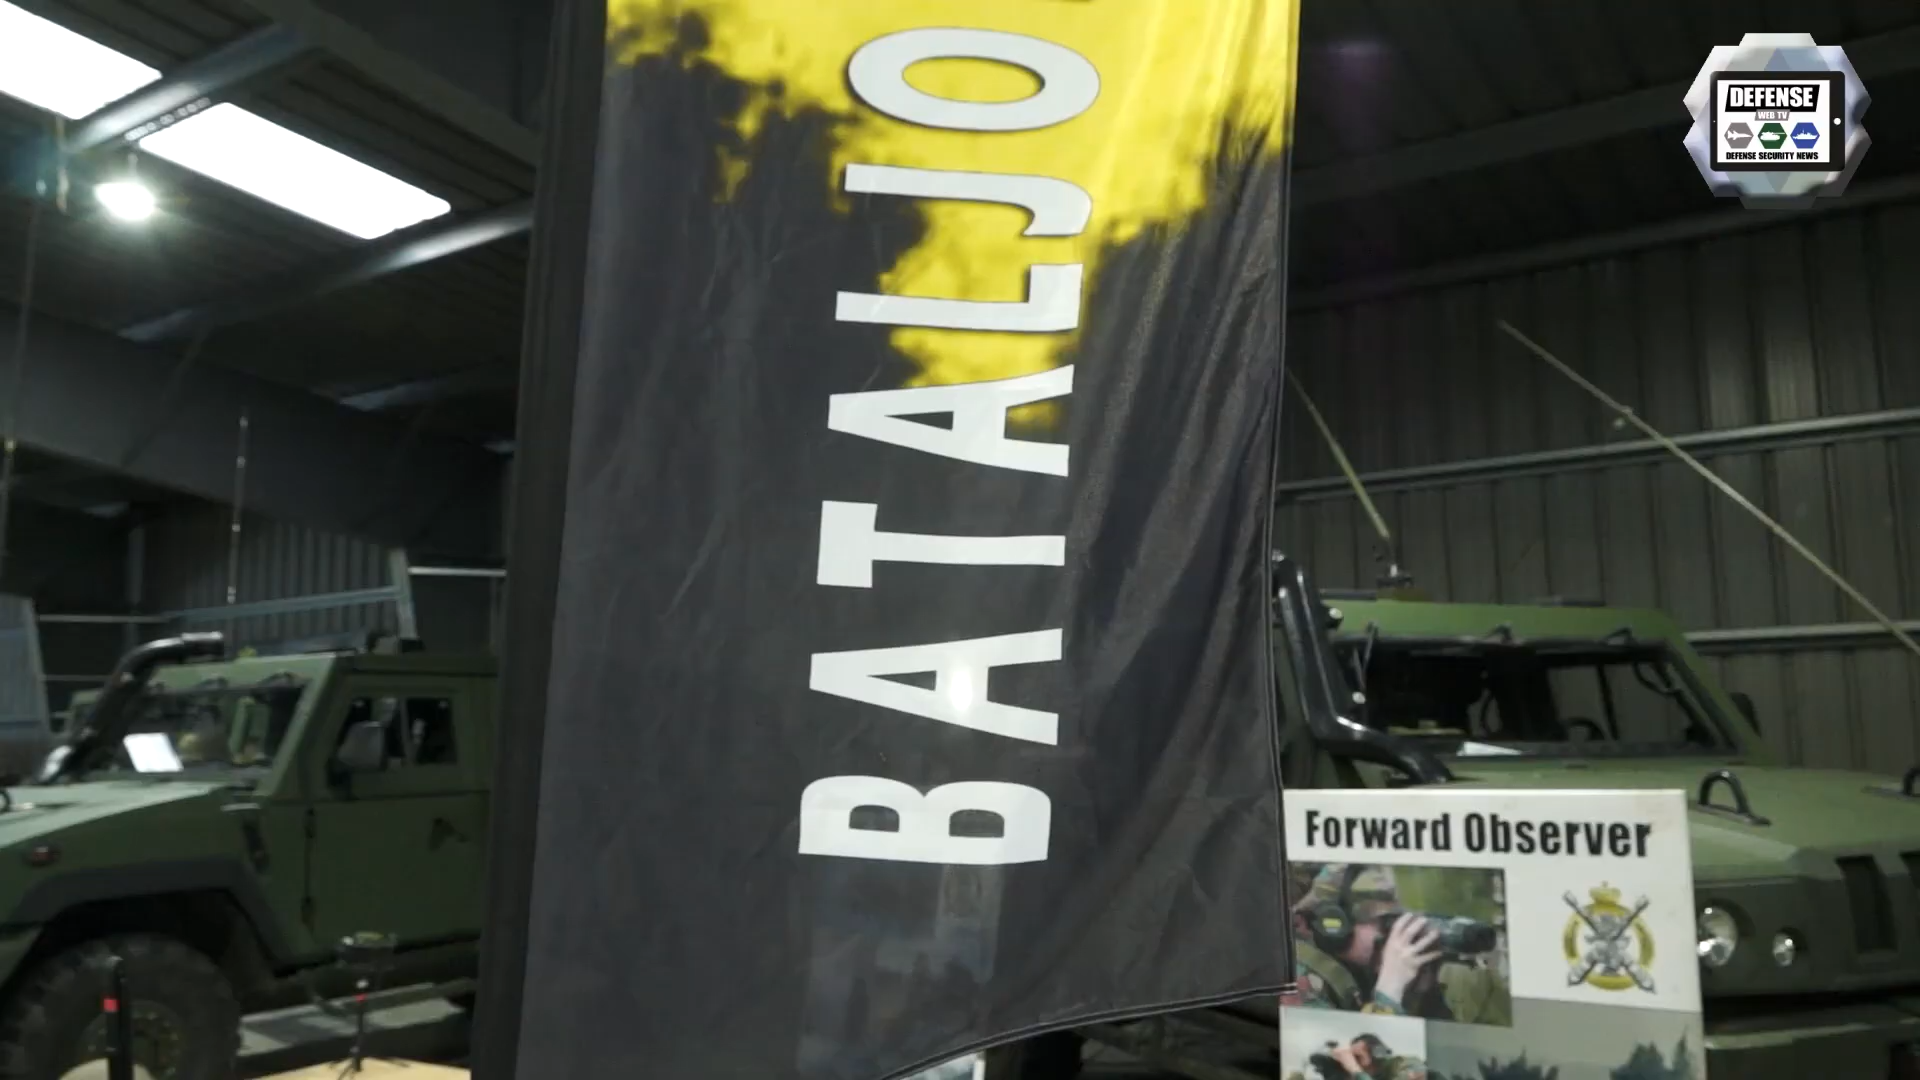 BATALJO
DEFENSE
WEB TV
DEFENSE SECURITY NEWS
Forward Observer